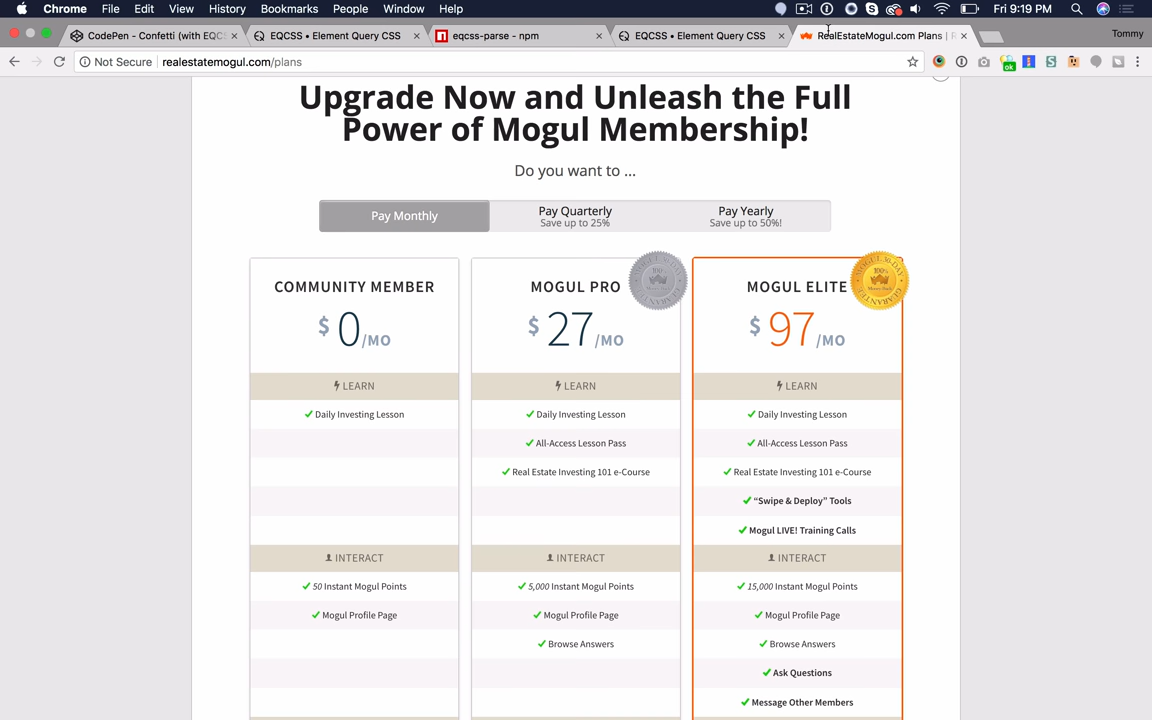 Chrome File Edit View History Bookmarks People Window Help Fri 9:19 PM
CodePen - Confetti (with EQCS
EQCSS • Element Query CSS
eqcss-parse - npm
EQCSS • Element Query CSS
RealEstateMogul.com Plans | R
Tommy
Not Secure | realestatemogul.com/plans
ok
Upgrade Now and Unleash the Full
Power of Mogul Membership!
Do you want to ...
Pay Monthly
Pay Quarterly
Save up to 25%
Pay Yearly
Save up to 50%!
COMMUNITY MEMBER
$ 0/MO
LEARN
Daily Investing Lesson
INTERACT
50 Instant Mogul Points
Mogul Profile Page
MOGUL PRO
$ 27/MO
LEARN
Daily Investing Lesson
All-Access Lesson Pass
Real Estate Investing 101 e-Course
INTERACT
5,000 Instant Mogul Points
Mogul Profile Page
Browse Answers
MOGUL ELITE
100%
GUARANTEE
$ 97/MO
LEARN
Daily Investing Lesson
All-Access Lesson Pass
Real Estate Investing 101 e-Course
“Swipe & Deploy” Tools
Mogul LIVE! Training Calls
INTERACT
15,000 Instant Mogul Points
Mogul Profile Page
Browse Answers
Ask Questions
Message Other Members